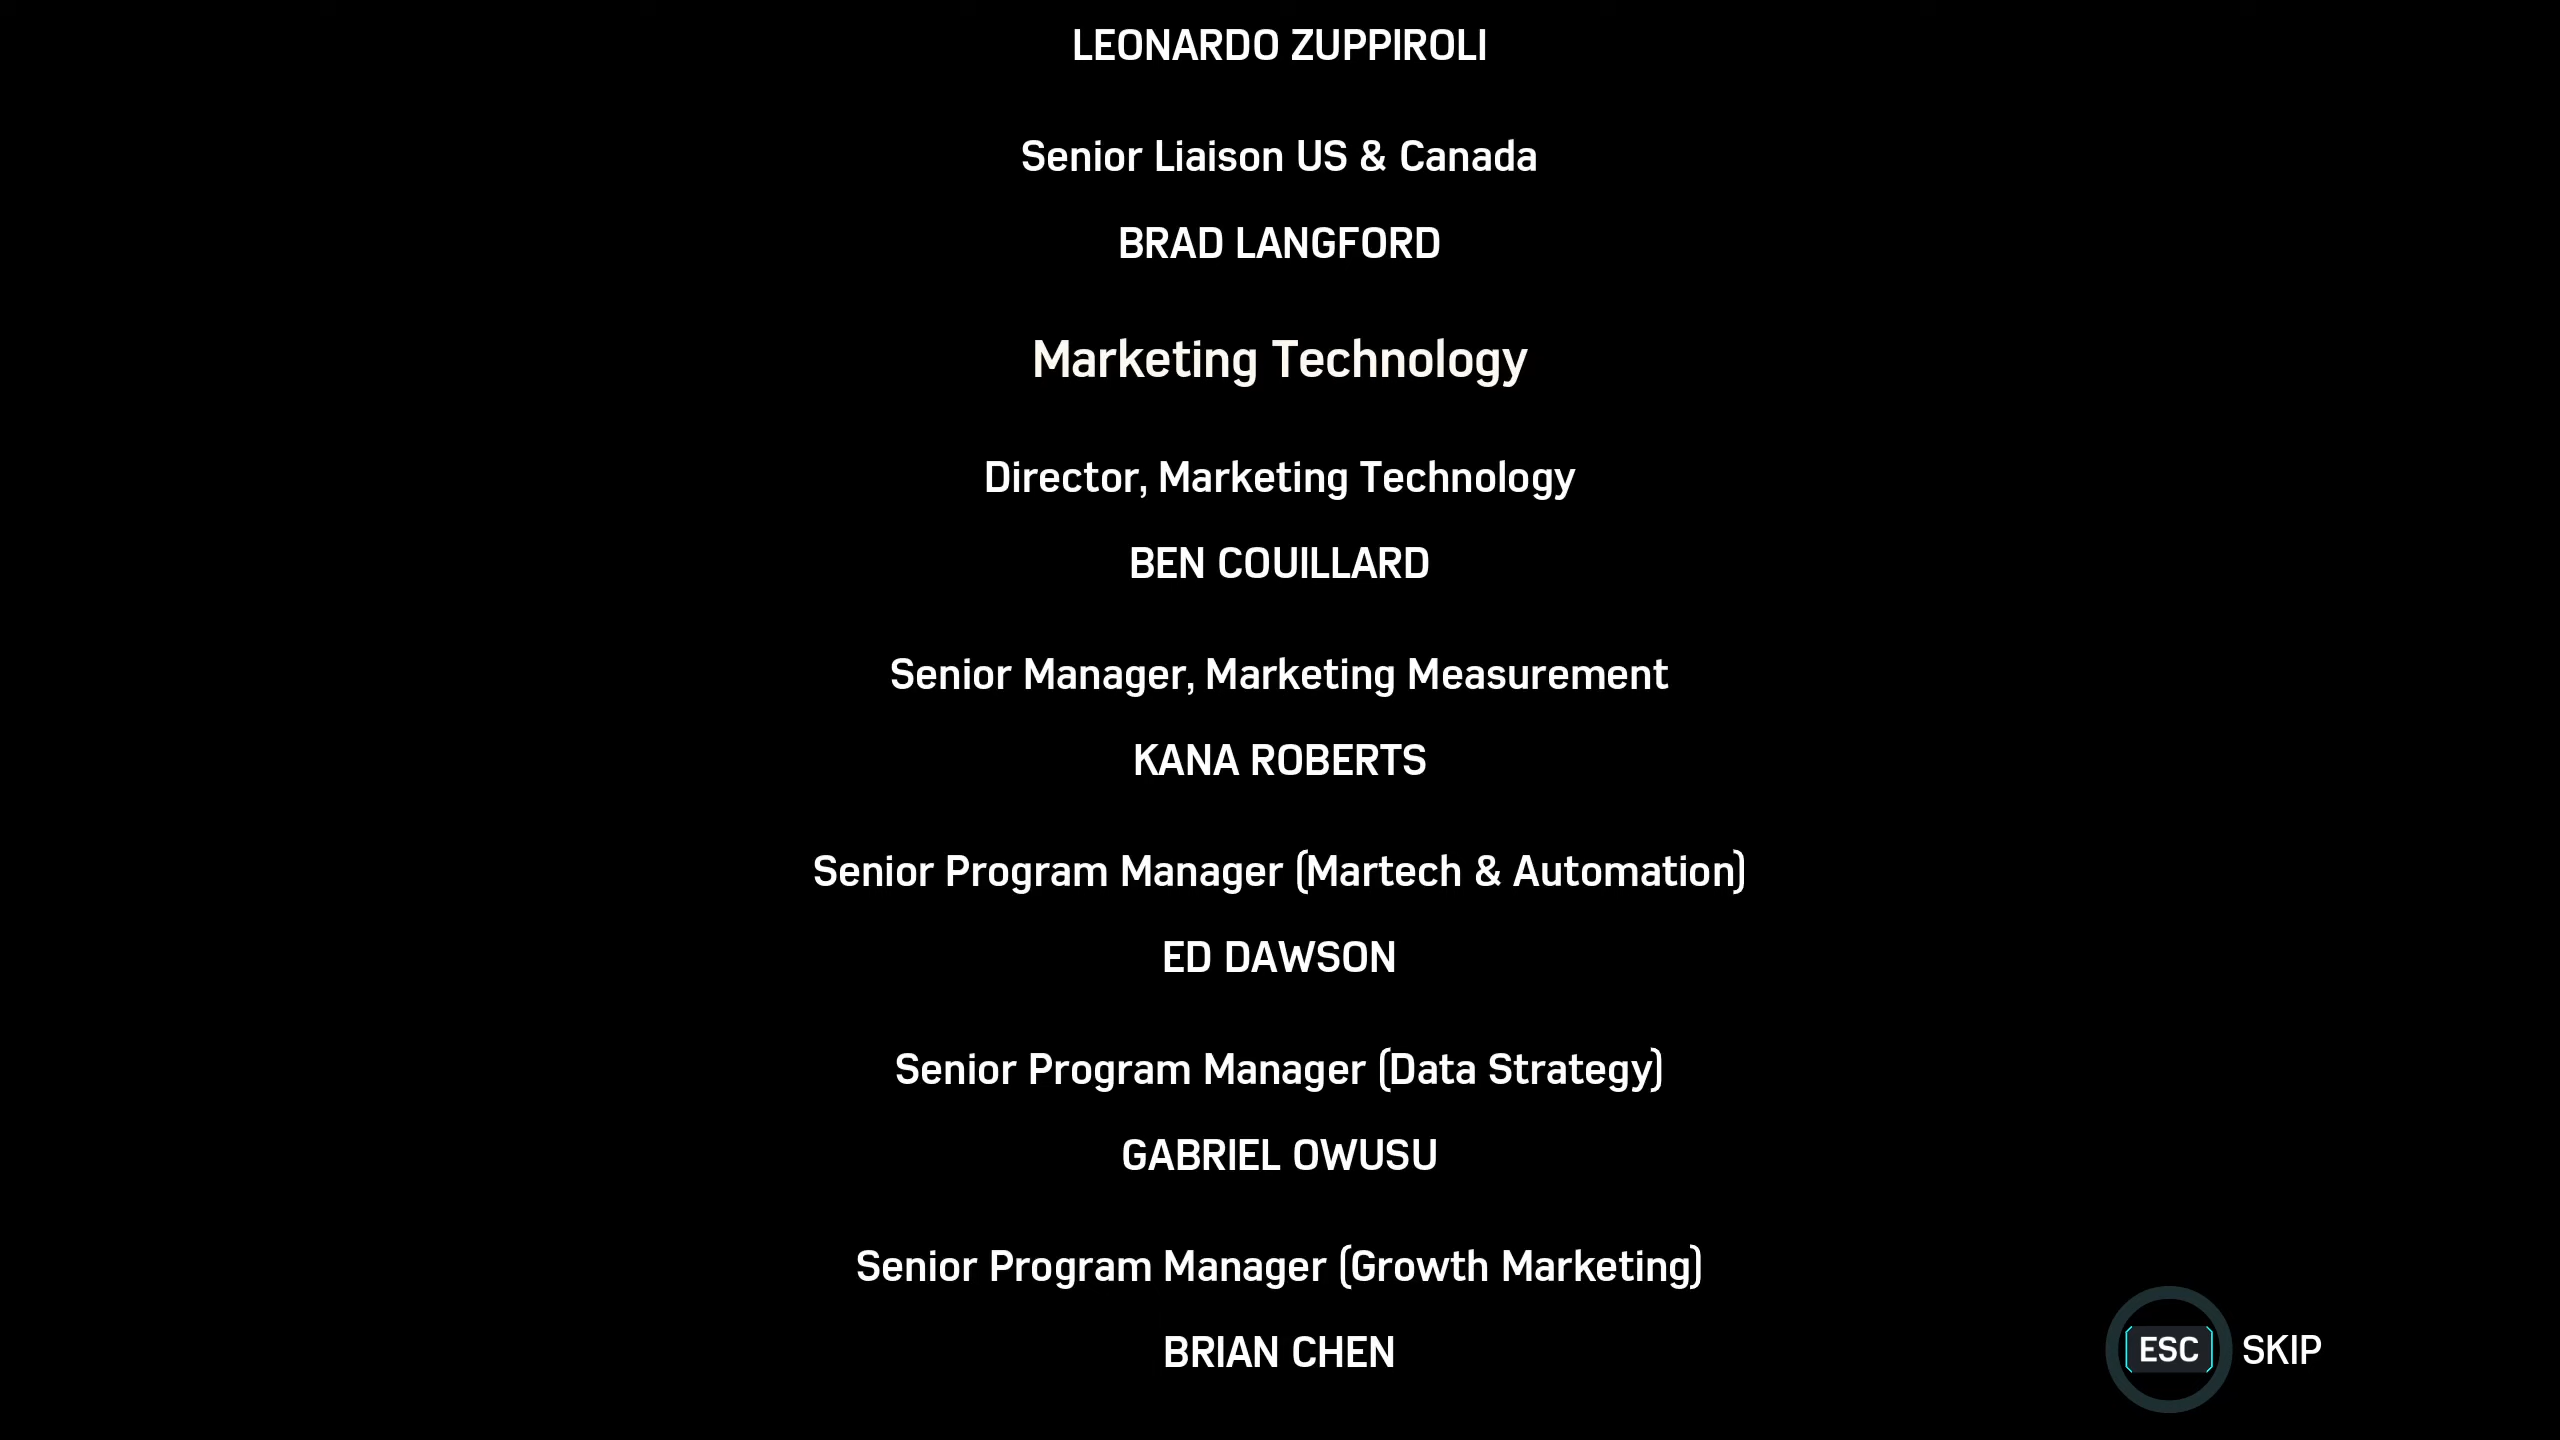 LEONARDO ZUPPIROLI
Senior Liaison US & Canada
BRAD LANGFORD
Marketing Technology
Director, Marketing Technology
BEN COUILLARD
Senior Manager, Marketing Measurement
KANA ROBERTS
Senior Program Manager (Martech & Automation)
ED DAWSON
Senior Program Manager (Data Strategy)
GABRIEL OWUSU
Senior Program Manager (Growth Marketing)
BRIAN CHEN
ESC SKIP